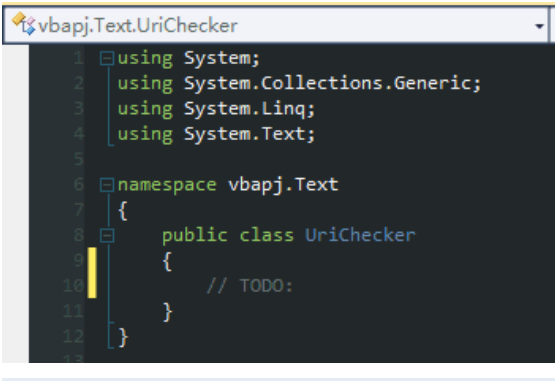 vbapj.Text.UriChecker
1 using System;
2 using System.Collections.Generic;
3 using System.Linq;
4 using System.Text;
5
6 namespace vbapj.Text
7 {
8 public class UriChecker
9 {
10 // TODO:
11 }
12 }
13